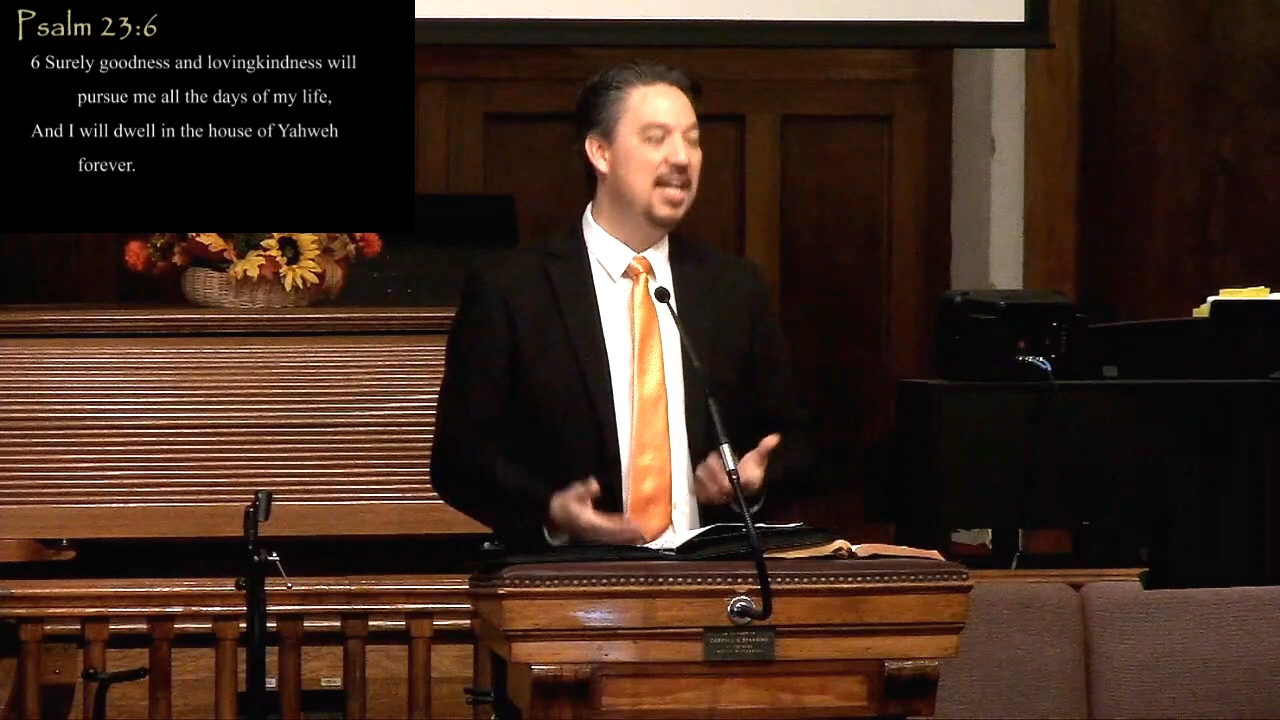 Psalm 23:6
6 Surely goodness and lovingkindness will
pursue me all the days of my life,
And I will dwell in the house of Yahweh
forever.